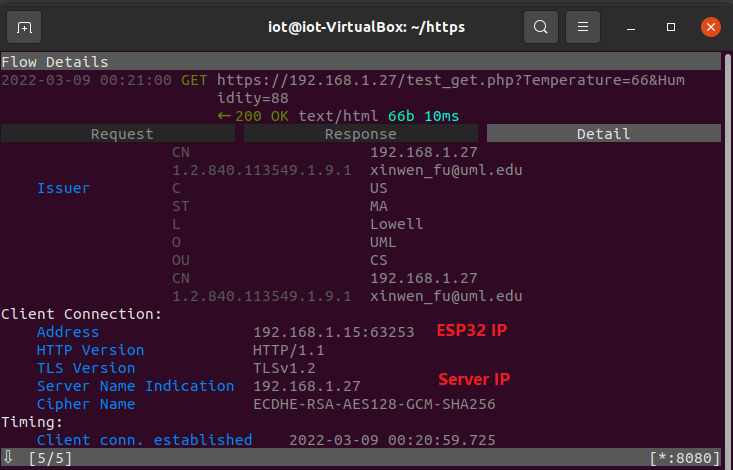 iot@iot-VirtualBox: ~/https
Flow Details
2022-03-09 00:21:00 GET https://192.168.1.27/test_get.php?Temperature=66&Hum
idity=88
← 200 OK text/html 66b 10ms
Request Response Detail
CN 192.168.1.27
1.2.840.113549.1.9.1 xinwen_fu@uml.edu
Issuer C US
ST MA
L Lowell
O UML
OU CS
CN 192.168.1.27
1.2.840.113549.1.9.1 xinwen_fu@uml.edu
Client Connection:
Address 192.168.1.15:63253 ESP32 IP
HTTP Version HTTP/1.1
TLS Version TLSv1.2
Server Name Indication 192.168.1.27 Server IP
Cipher Name ECDHE-RSA-AES128-GCM-SHA256
Timing:
Client conn. established 2022-03-09 00:20:59.725
⇩ [5/5] [*:8080]